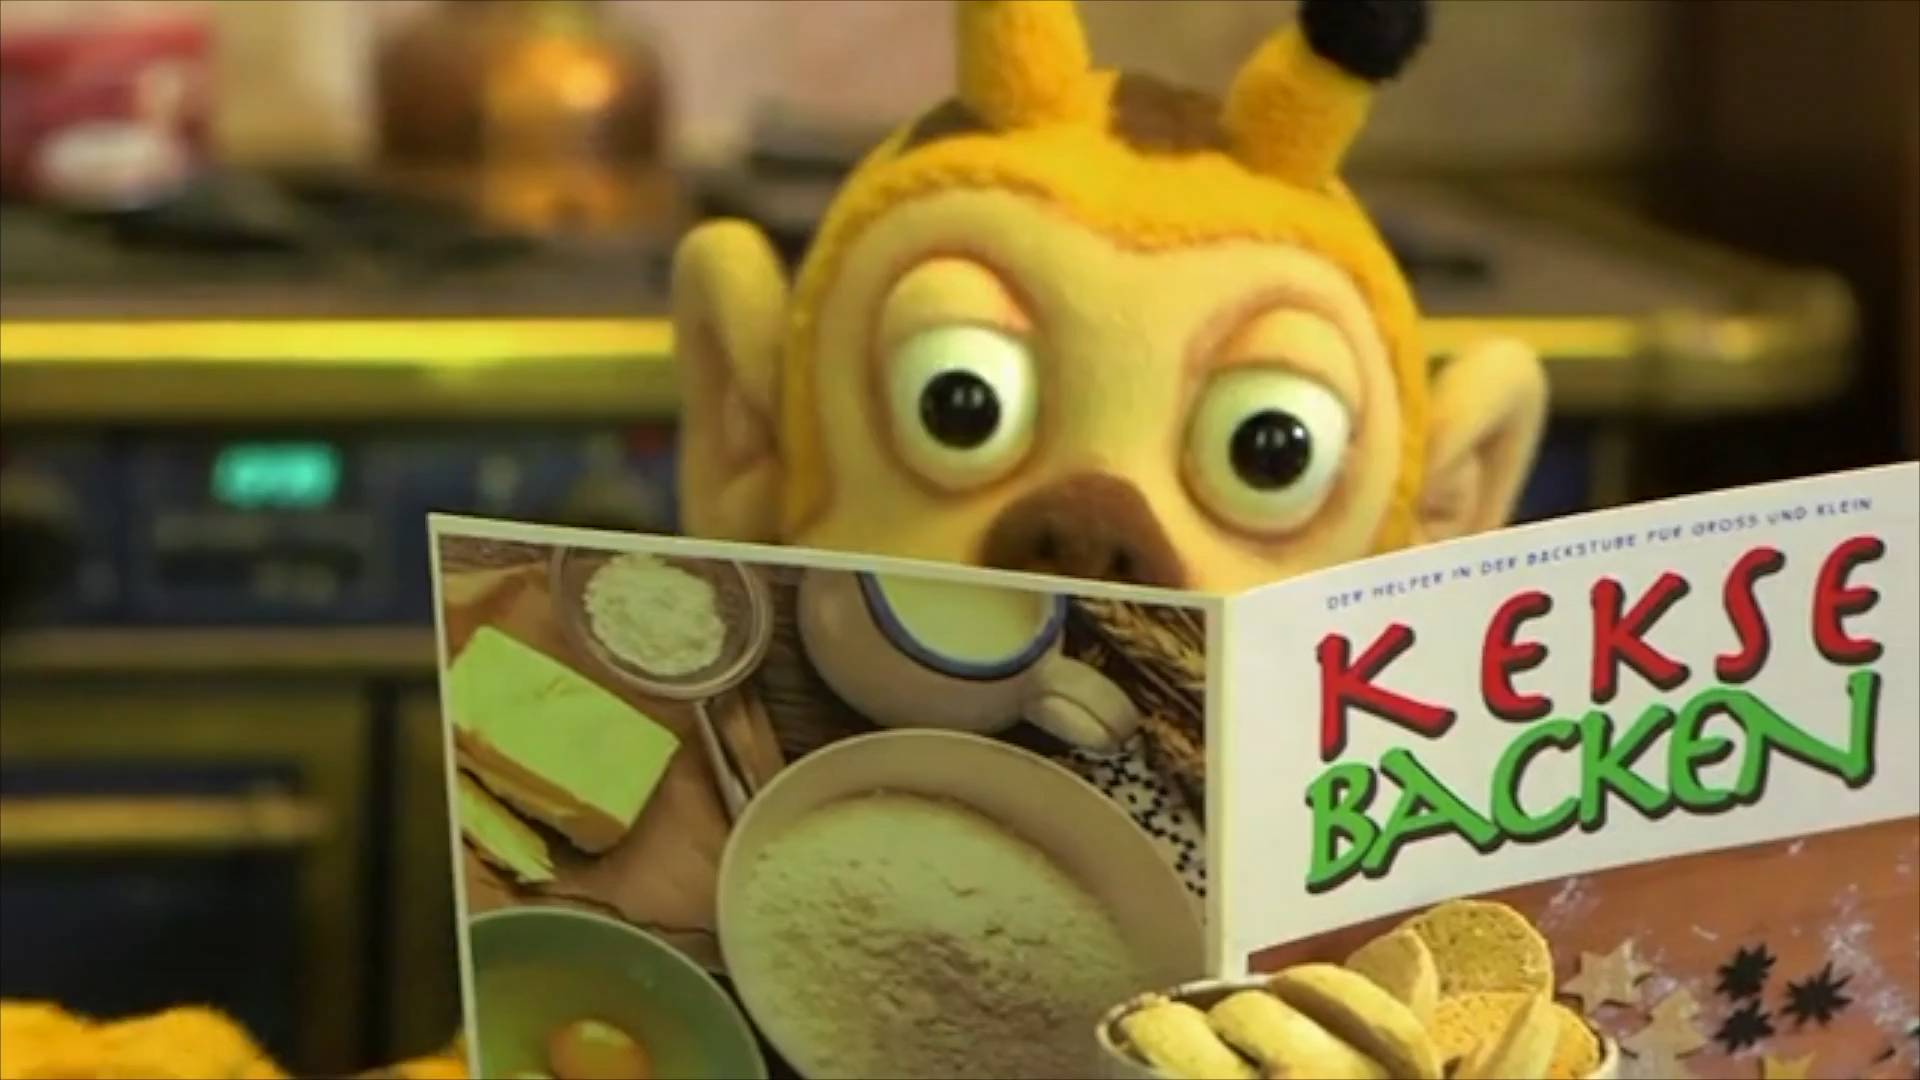 DER HELFER IN DER BACKSTUBE FÜR GROSS UND KLEIN
KEKSE
BACKEN